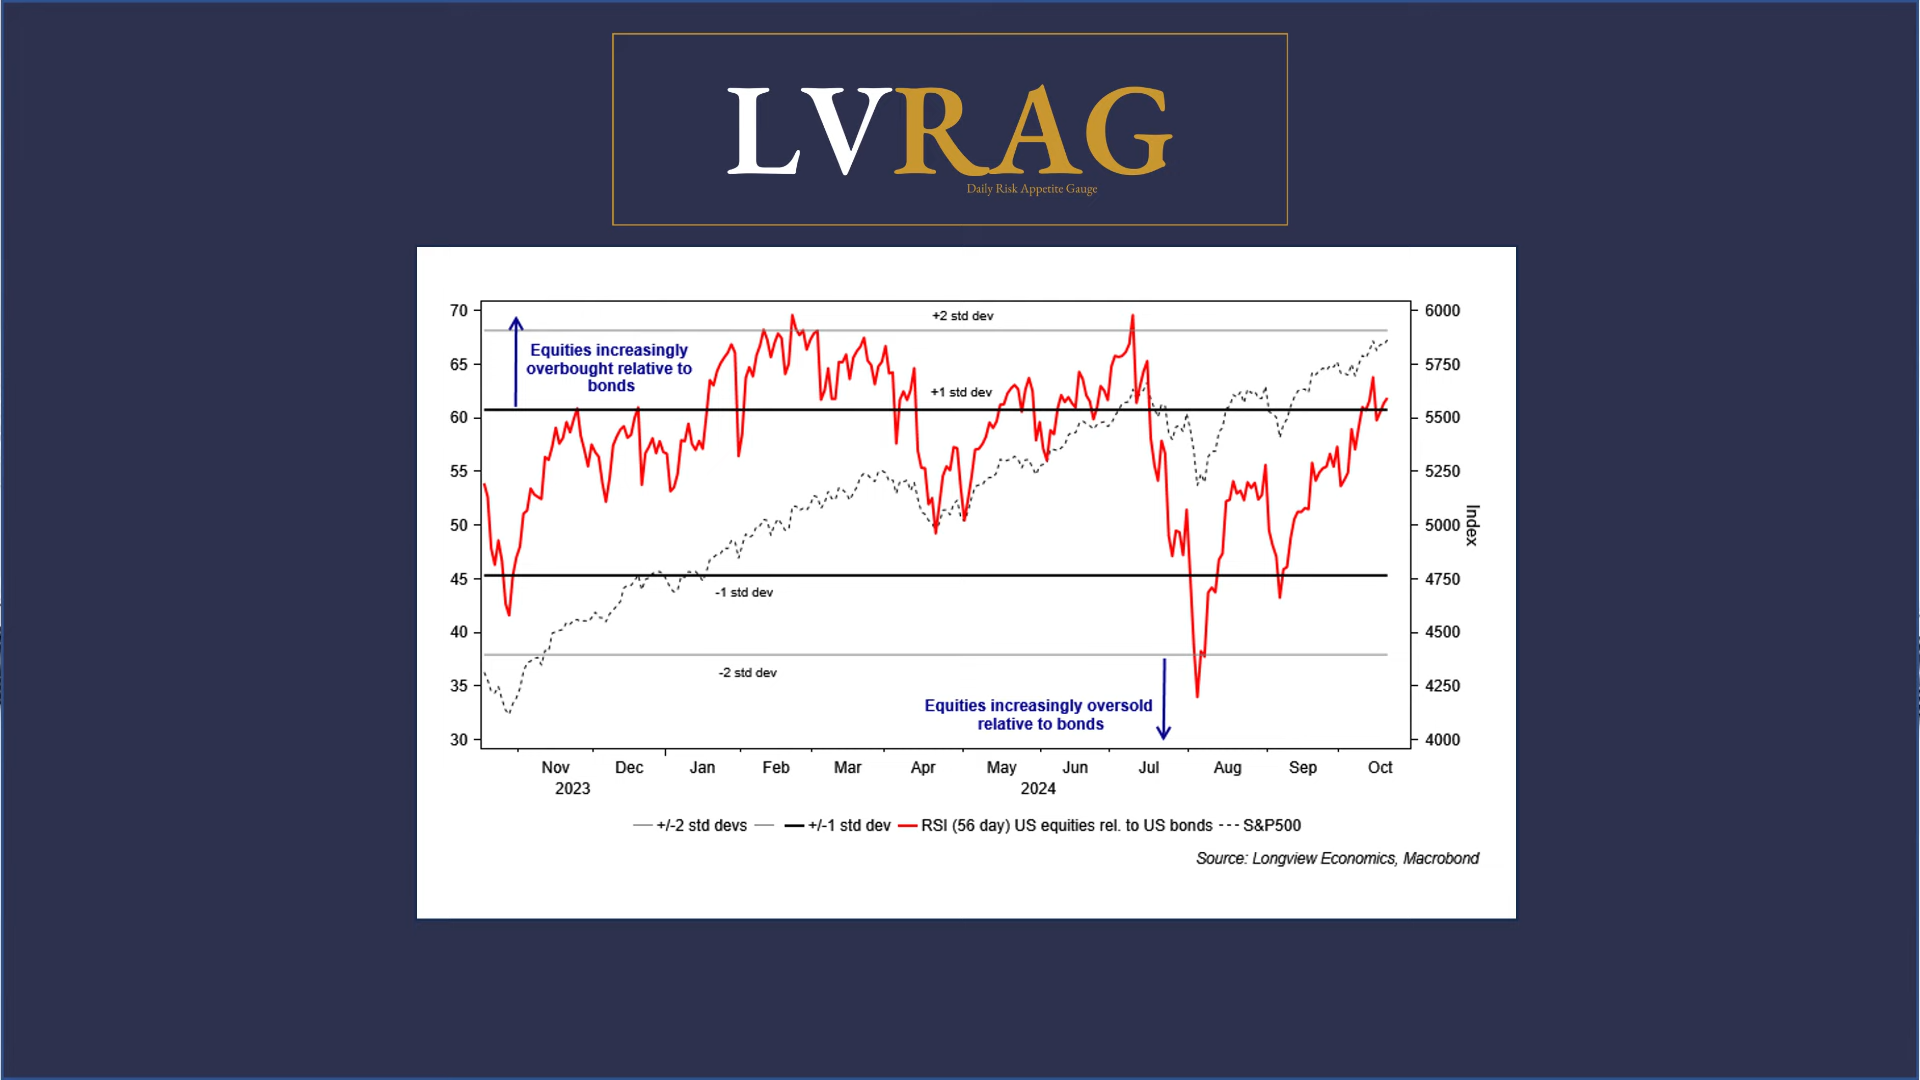 LVRAG
Daily Risk Appetite Gauge
70
6000
+2 std dev
Equities increasingly
overbought relative to
bonds
65
5750
+1 std dev
60
5500
55
5250
50
5000
Index
45
4750
-1 std dev
40
4500
-2 std dev
35
4250
Equities increasingly oversold
relative to bonds
30
4000
Nov Dec Jan Feb Mar Apr May Jun Jul Aug Sep Oct
2023 2024
+/-2 std devs +/-1 std dev RSI (56 day) US equities rel. to US bonds S&P500
Source: Longview Economics, Macrobond